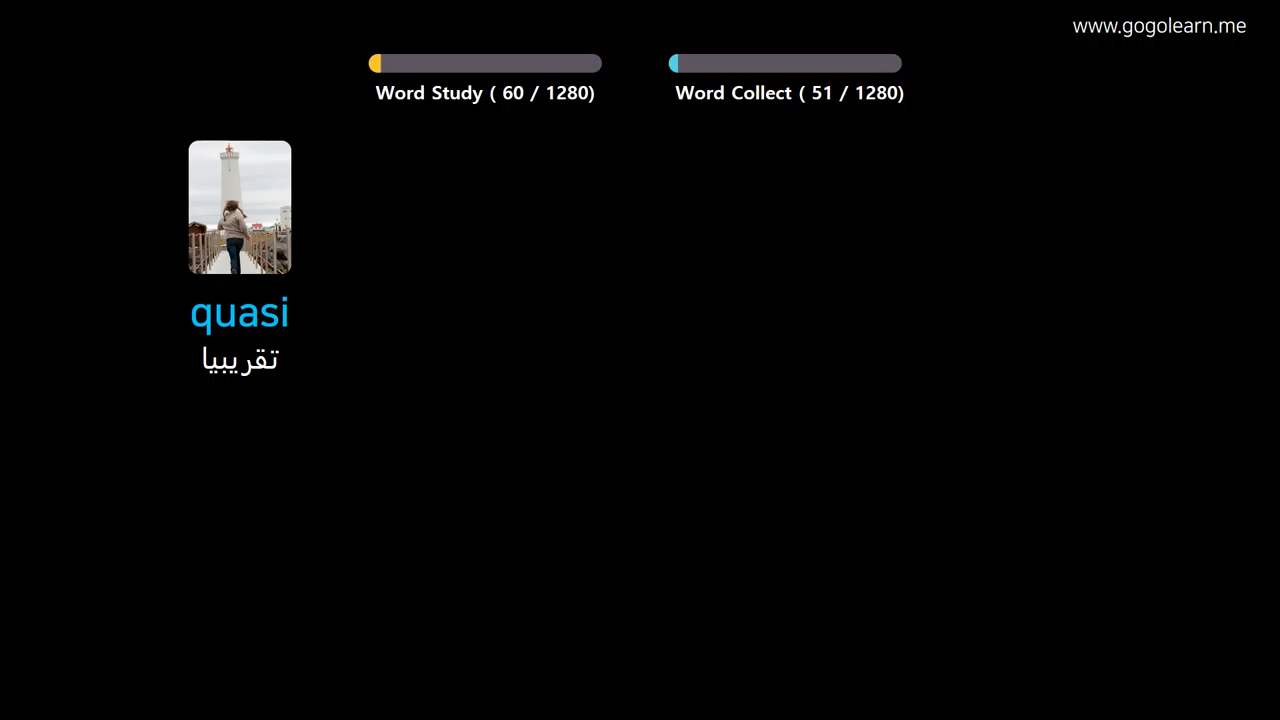 www.gogolearn.me
Word Study ( 60 / 1280)
Word Collect ( 51 / 1280)
quasi
تقريبيا